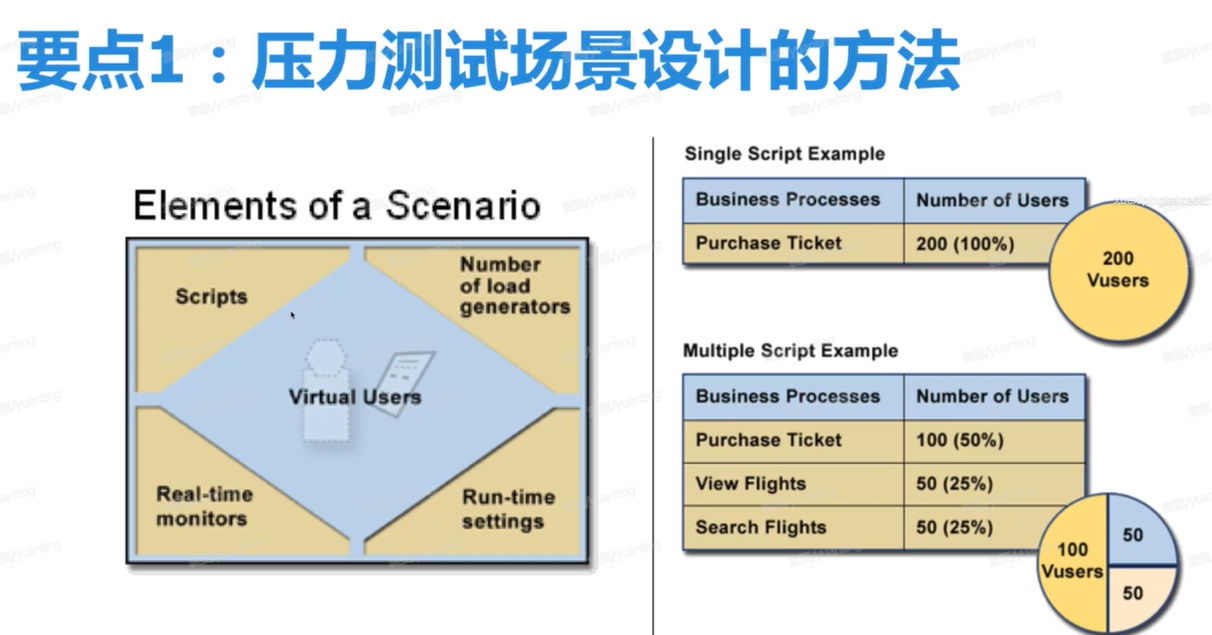 要点1：压力测试场景设计的方法
Elements of a Scenario
Scripts
Number
of load
generators
Virtual Users
Real-time
monitors
Run-time
settings
Single Script Example
Business Processes Number of Users
Purchase Ticket 200 (100%)
200
Vusers
Multiple Script Example
Business Processes Number of Users
Purchase Ticket 100 (50%)
View Flights 50 (25%)
Search Flights 50 (25%)
100
Vusers
50
50